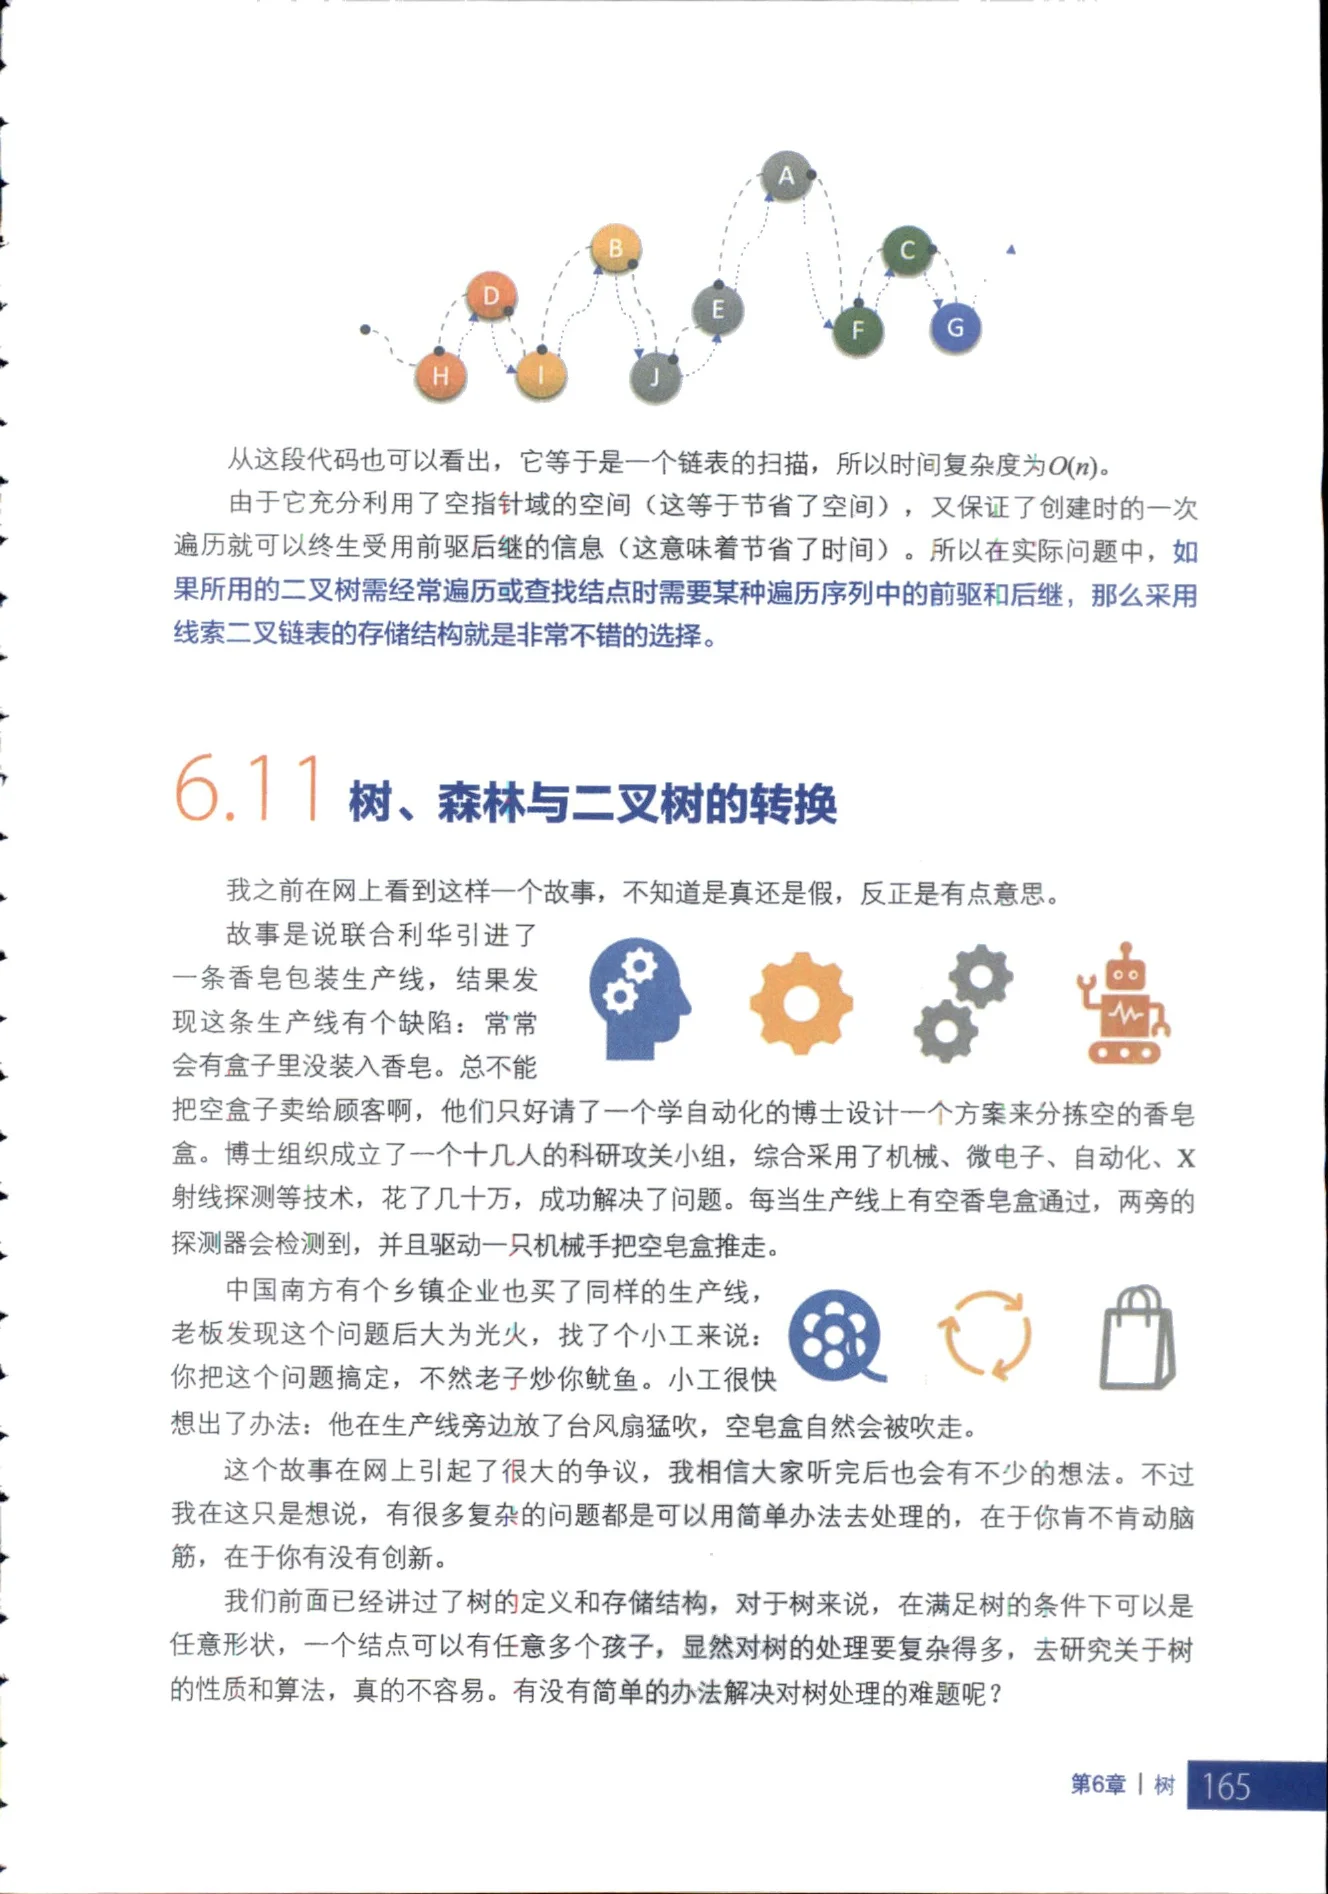 A
B
C
D
E
F
G
H
I
J
从这段代码也可以看出，它等于是一个链表的扫描，所以时间复杂度为O(n)。
由于它充分利用了空指针域的空间（这等于节省了空间），又保证了创建时的一次
遍历就可以终生受用前驱后继的信息（这意味着节省了时间）。所以在实际问题中，如
果所用的二叉树需经常遍历或查找结点时需要某种遍历序列中的前驱和后继，那么采用
线索二叉链表的存储结构就是非常不错的选择。
6.11 树、森林与二叉树的转换
我之前在网上看到这样一个故事，不知道是真还是假，反正是有点意思。
故事是说联合利华引进了
一条香皂包装生产线，结果发
现这条生产线有个缺陷：常常
会有盒子里没装入香皂。总不能
把空盒子卖给顾客啊，他们只好请了一个学自动化的博士设计一个方案来分拣空的香皂
盒。博士组织成立了一个十几人的科研攻关小组，综合采用了机械、微电子、自动化、X
射线探测等技术，花了几十万，成功解决了问题。每当生产线上有空香皂盒通过，两旁的
探测器会检测到，并且驱动一只机械手把空皂盒推走。
中国南方有个乡镇企业也买了同样的生产线，
老板发现这个问题后大为光火，找了个小工来说：
你把这个问题搞定，不然老子炒你鱿鱼。小工很快
想出了办法：他在生产线旁边放了台风扇猛吹，空皂盒自然会被吹走。
这个故事在网上引起了很大的争议，我相信大家听完后也会有不少的想法。不过
我在这只是想说，有很多复杂的问题都是可以用简单办法去处理的，在于你肯不肯动脑
筋，在于你有没有创新。
我们前面已经讲过了树的定义和存储结构，对于树来说，在满足树的条件下可以是
任意形状，一个结点可以有任意多个孩子，显然对树的处理要复杂得多，去研究关于树
的性质和算法，真的不容易。有没有简单的办法解决对树处理的难题呢？
第6章 | 树 165